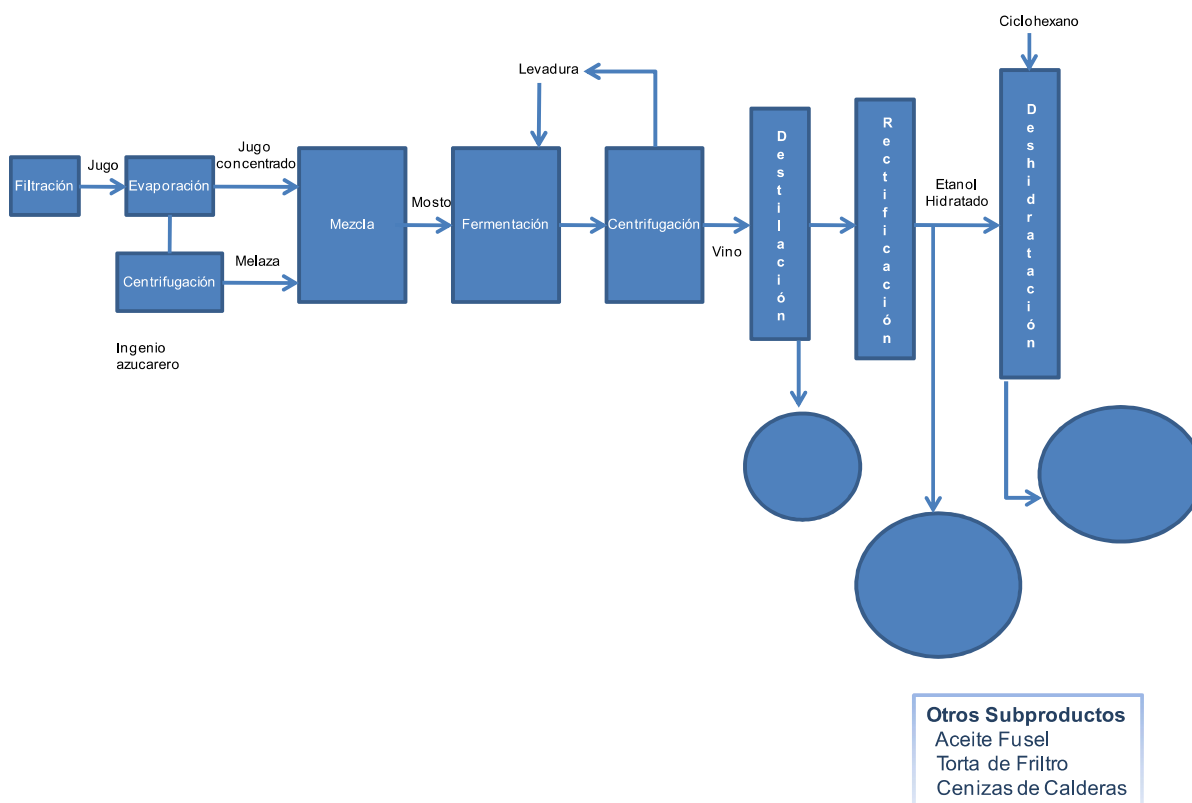 Ciclohexano
Levadura
Jugo
Jugo
concentrado
Filtración
Evaporación
Mezcla
Mosto
Fermentación
Centrifugación
Vino
Destilación
Rectificación
Etanol
Hidratado
Deshidratación
Centrifugación
Melaza
Ingenio
azucarero
Otros Subproductos
Aceite Fusel
Torta de Friltro
Cenizas de Calderas